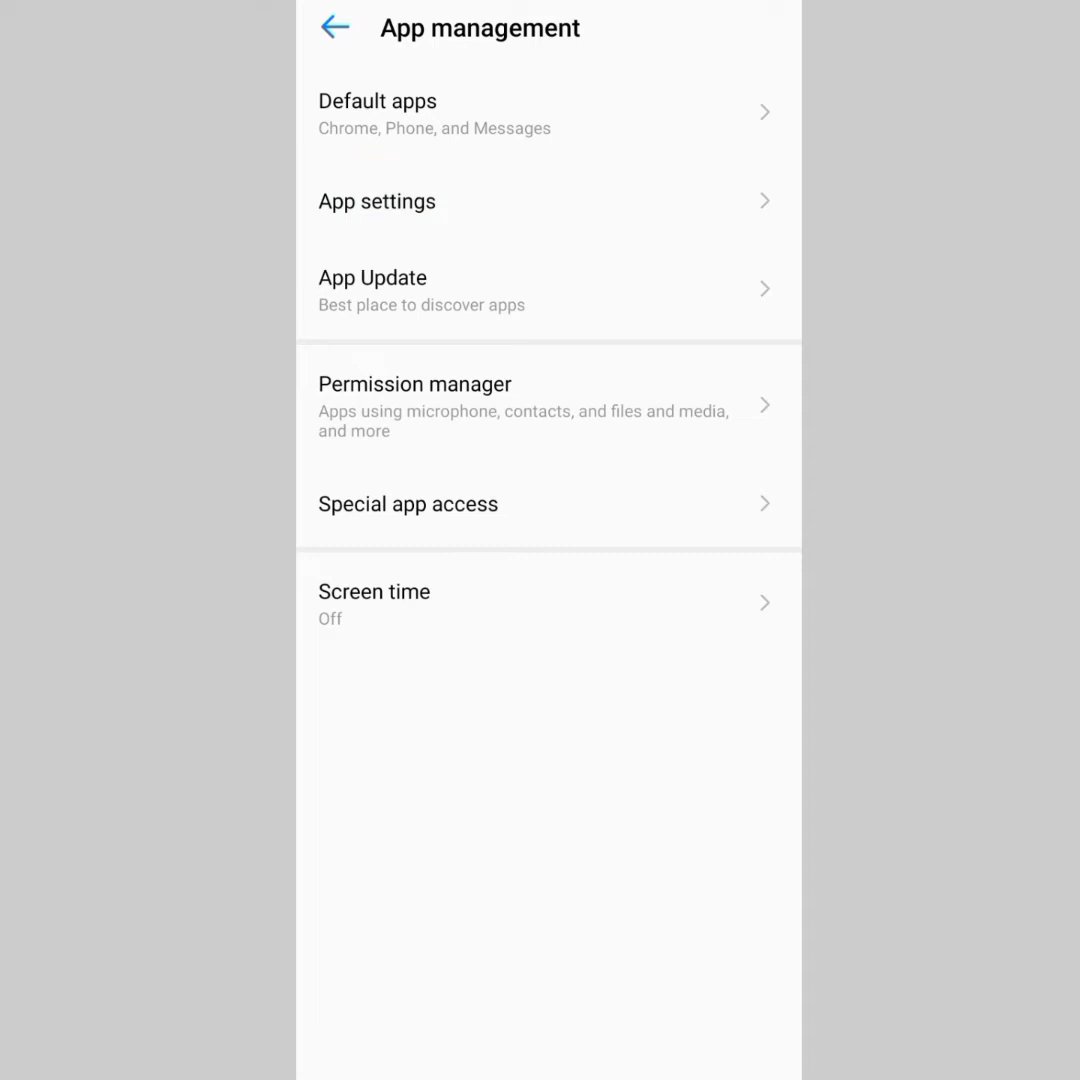 App management
Default apps
Chrome, Phone, and Messages
App settings
App Update
Best place to discover apps
Permission manager
Apps using microphone, contacts, and files and media,
and more
Special app access
Screen time
Off